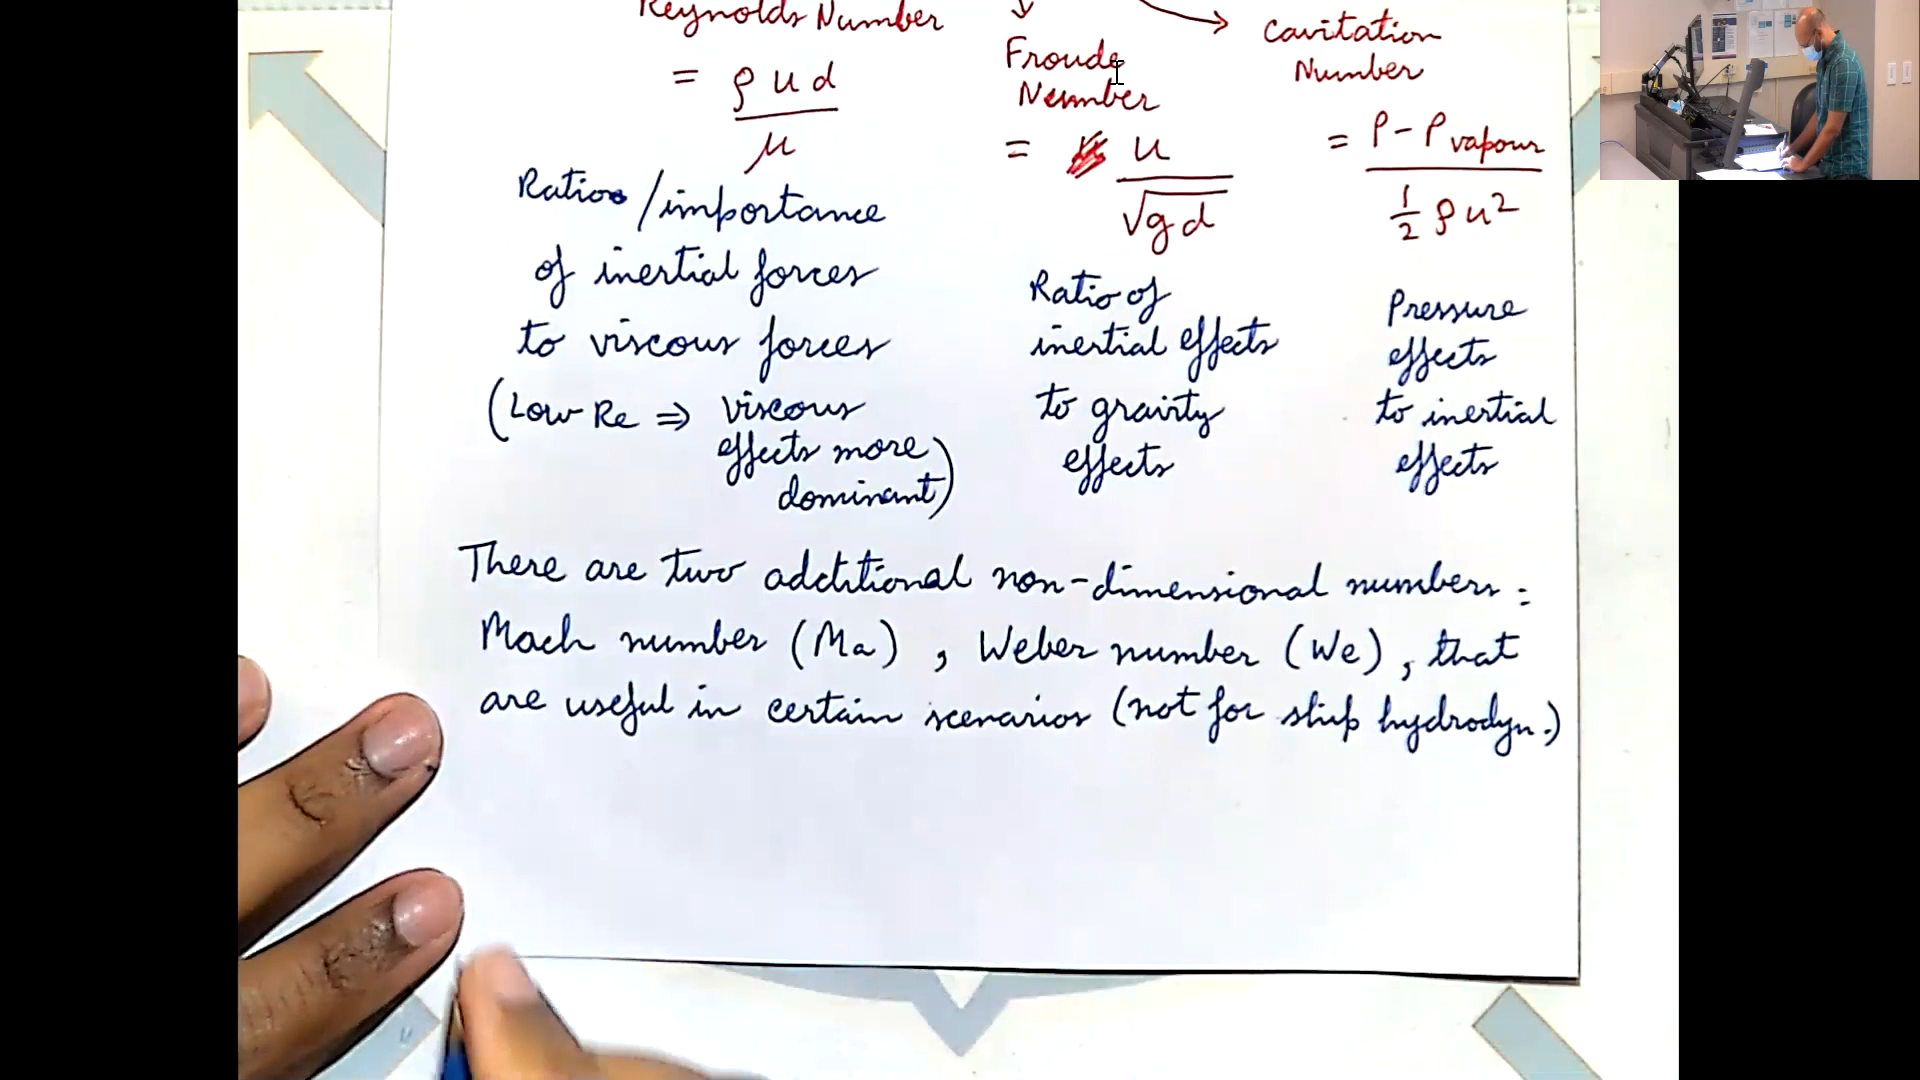 Reynolds Number
= ρ u d / μ
Ratio /importance
of inertial forces
to viscous forces
(Low Re ⇒ viscous
effects more
dominant)
Froude
Number
= u / √gd
Ratio of
inertial effects
to gravity
effects
Cavitation
Number
= P - Pvapour / ½ ρ u²
Pressure
effects
to inertial
effects
There are two additional non-dimensional numbers:
Mach number (Ma), Weber number (We), that
are useful in certain scenarios (not for ship hydrodyn.)